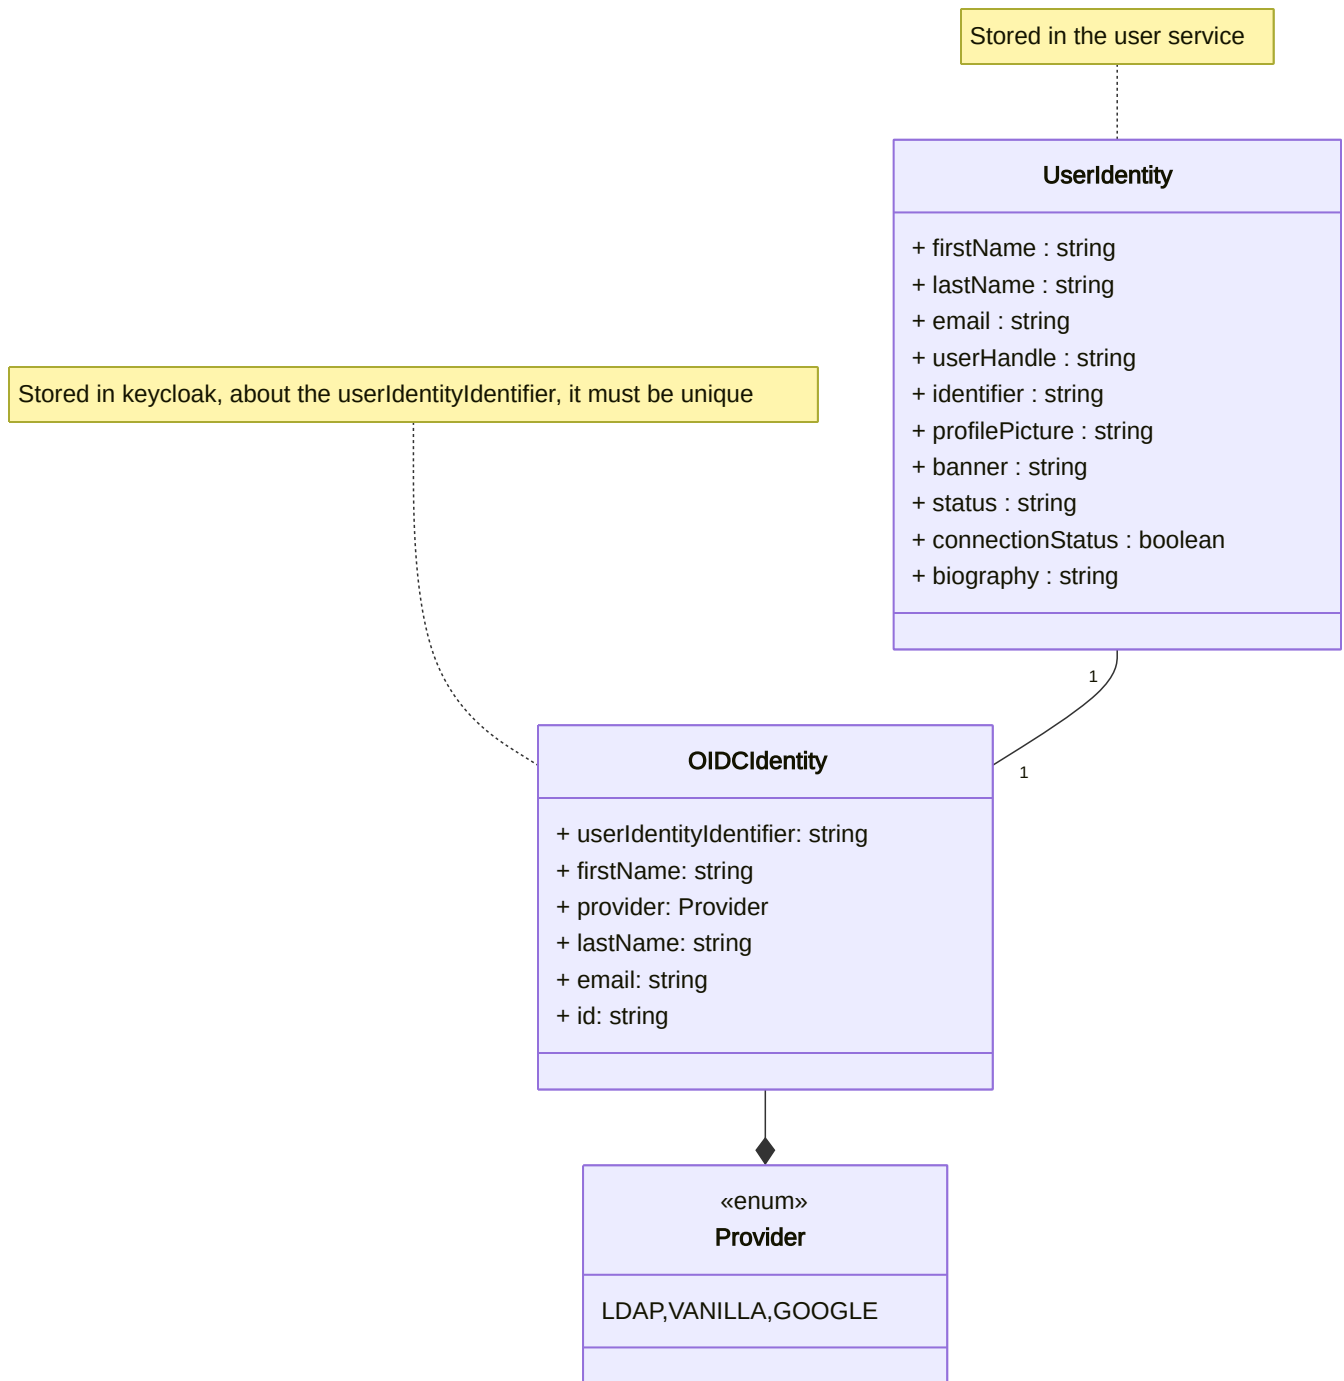 Stored in the user service
UserIdentity
+ firstName : string
+ lastName : string
+ email : string
+ userHandle : string
+ identifier : string
+ profilePicture : string
+ banner : string
+ status : string
+ connectionStatus : boolean
+ biography : string
Stored in keycloak, about the userIdentityIdentifier, it must be unique
1
1
OIDCIdentity
+ userIdentityIdentifier: string
+ firstName: string
+ provider: Provider
+ lastName: string
+ email: string
+ id: string
«enum»
Provider
LDAP,VANILLA,GOOGLE